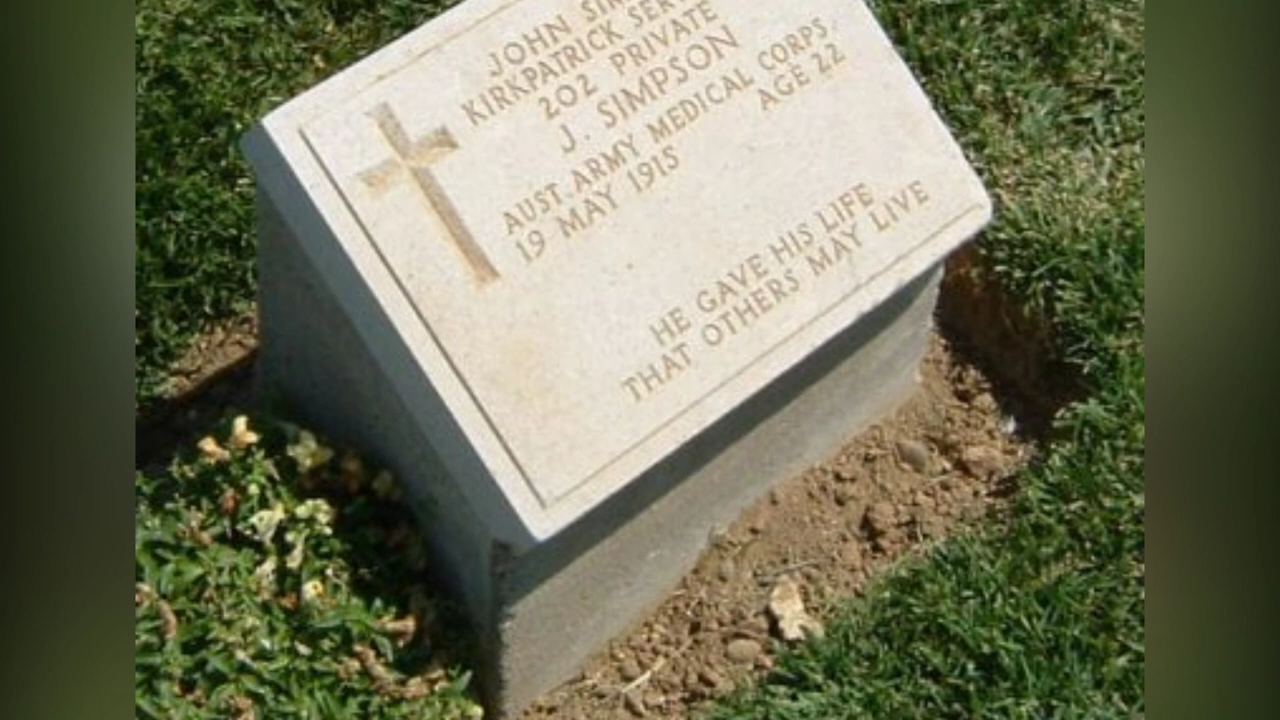 JOHN
KIRKPATRICK
202 PRIVATE
J. SIMPSON
AUST. ARMY MEDICAL CORPS
19 MAY 1915 AGE 22
HE GAVE HIS LIFE
THAT OTHERS MAY LIVE